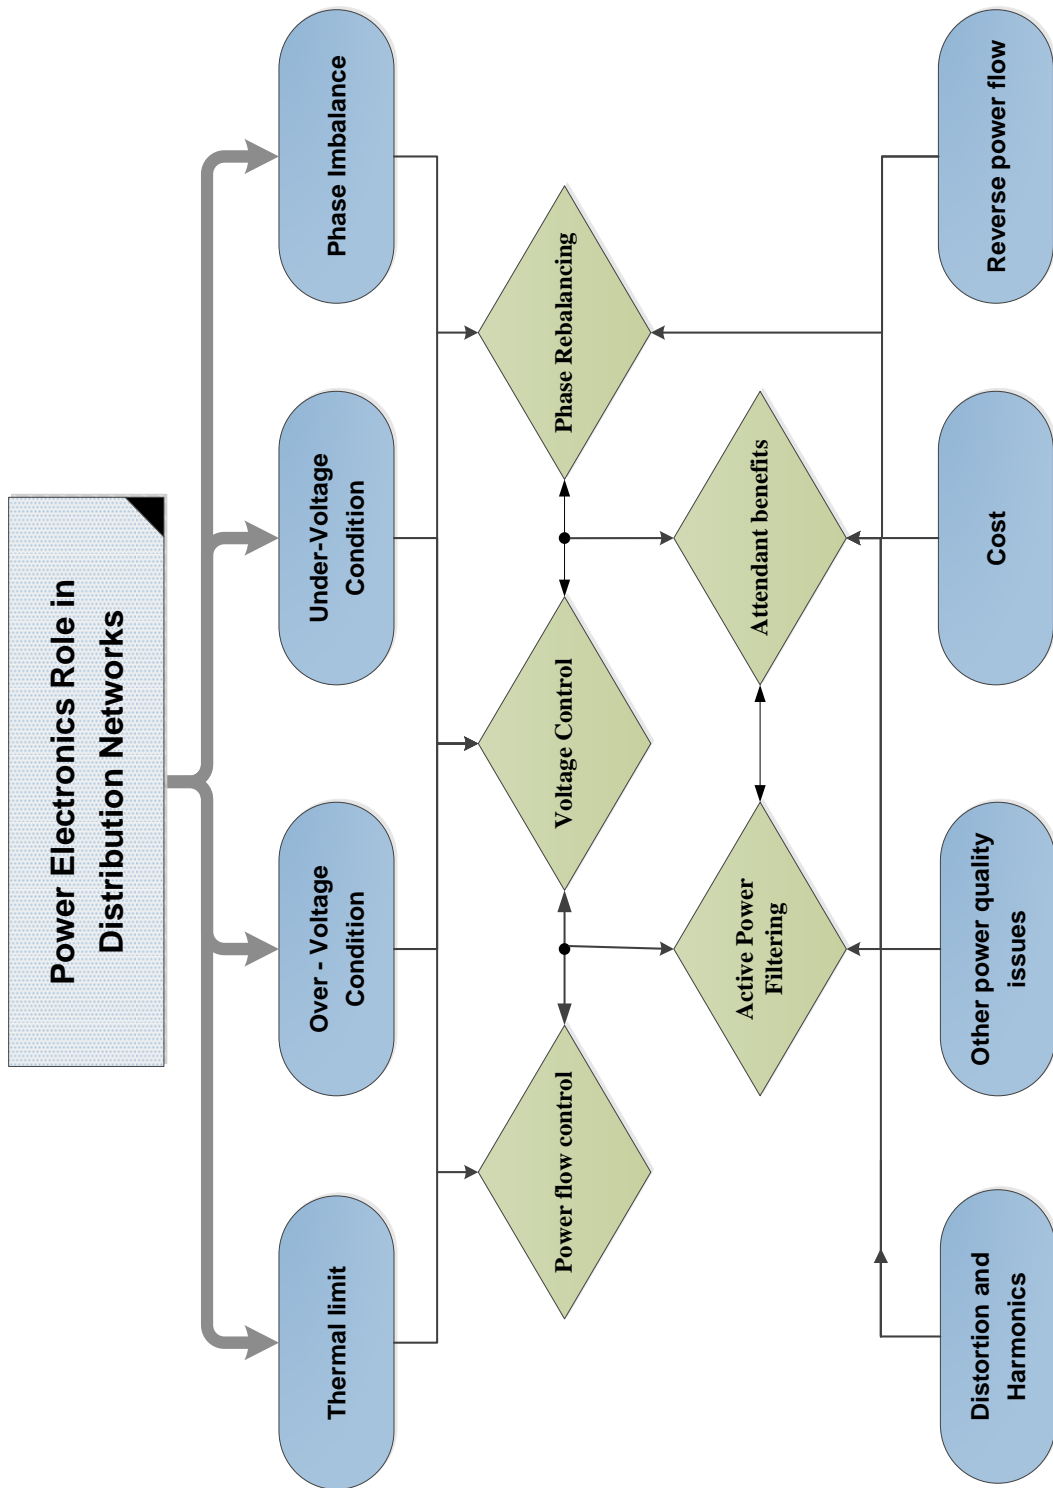 Power Electronics Role in
Distribution Networks
Thermal limit
Over - Voltage
Condition
Under-Voltage
Condition
Phase Imbalance
Power flow control
Voltage Control
Phase Rebalancing
Active Power
Filtering
Attendant benefits
Distortion and
Harmonics
Other power quality
issues
Cost
Reverse power flow